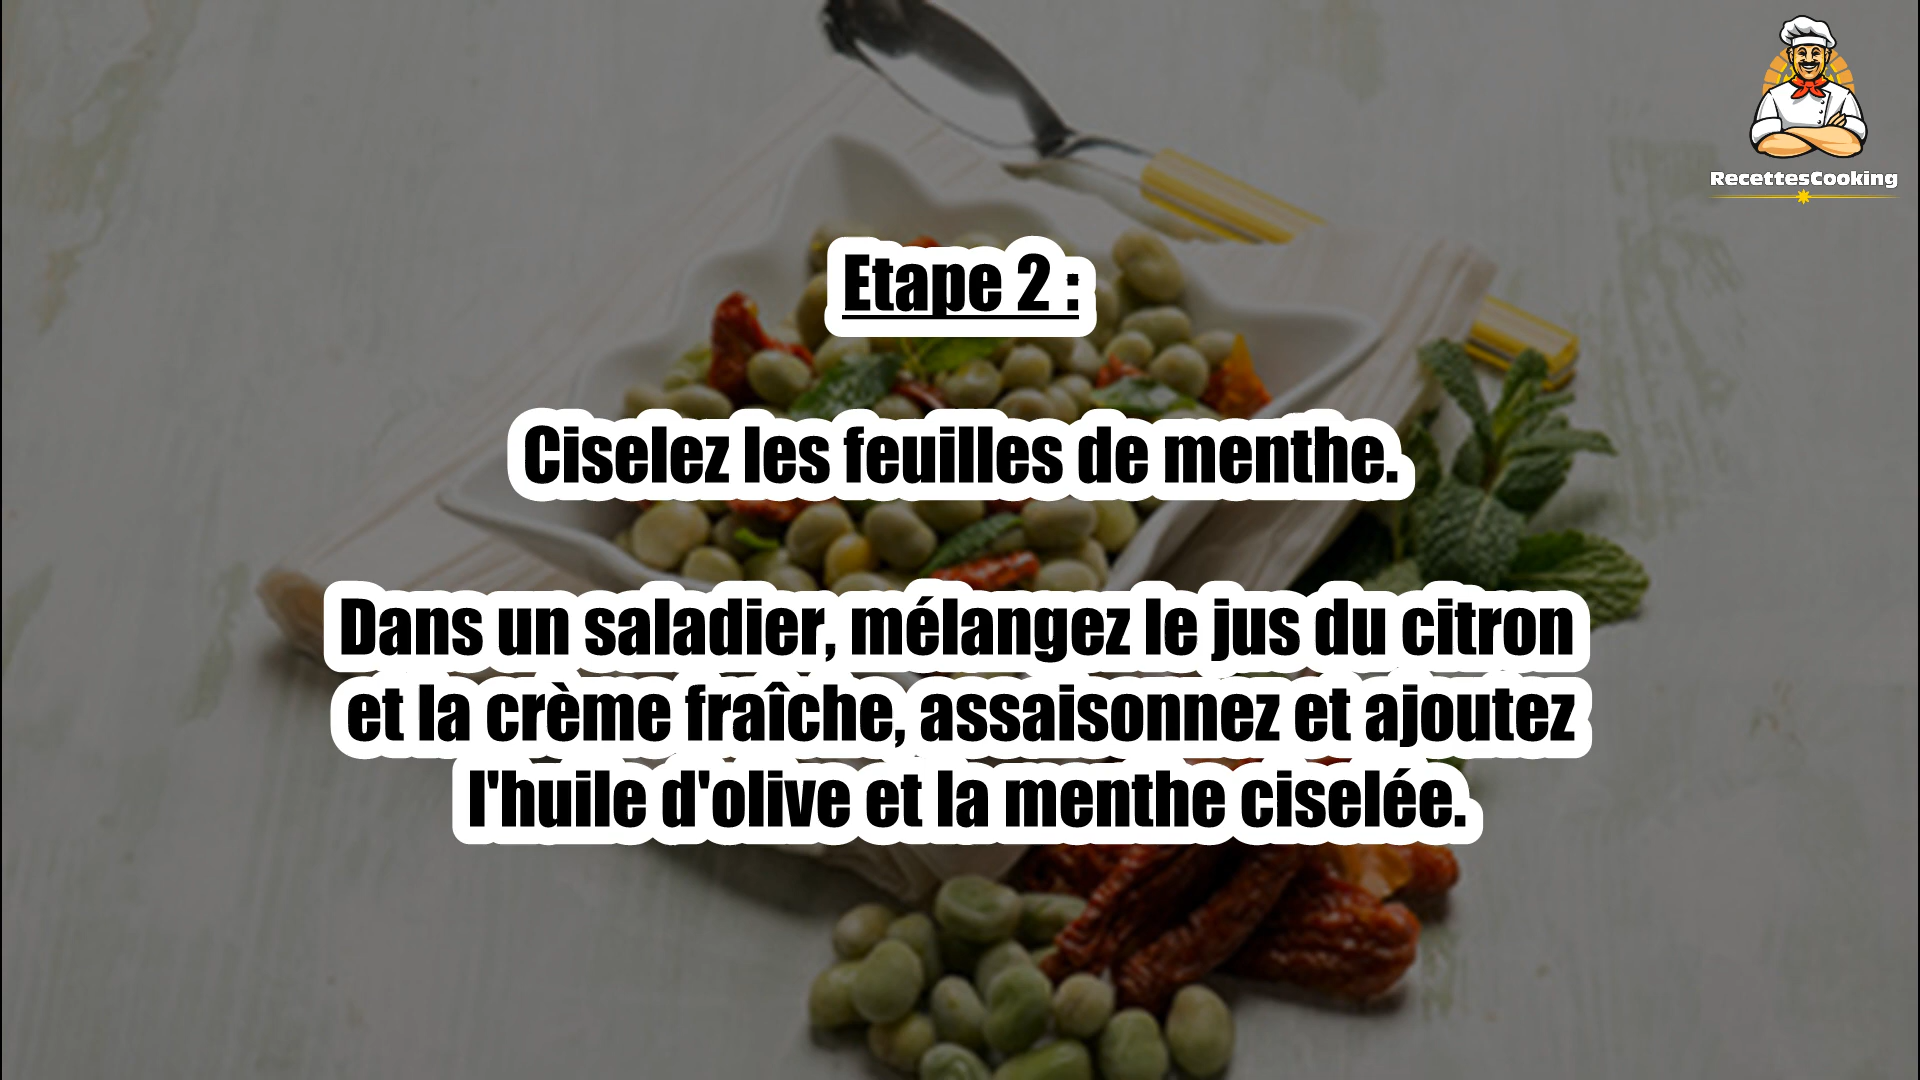 RecettesCooking
Etape 2 :
Ciselez les feuilles de menthe.
Dans un saladier, mélangez le jus du citron
et la crème fraîche, assaisonnez et ajoutez
l'huile d'olive et la menthe ciselée.